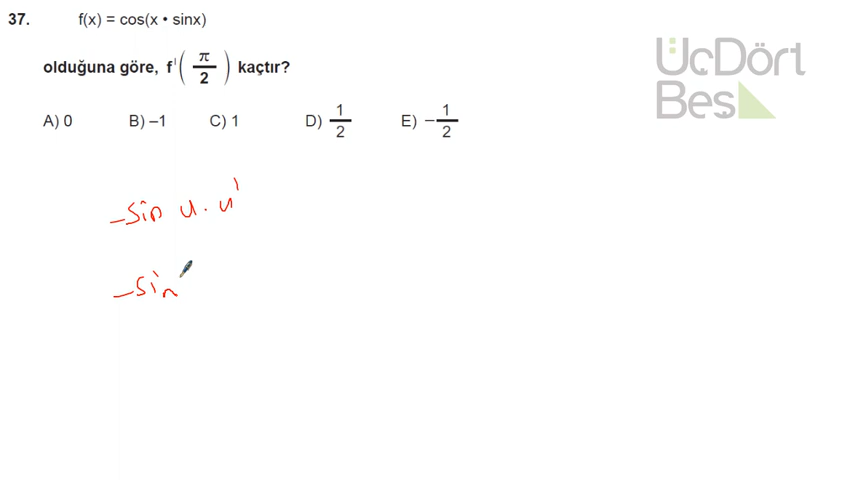 37. f(x) = cos(x • sinx)
olduğuna göre, f'(π/2) kaçtır?
A) 0 B) –1 C) 1 D) 1/2 E) –1/2
–sin u . u'
–sin
ÜçDört
Beş